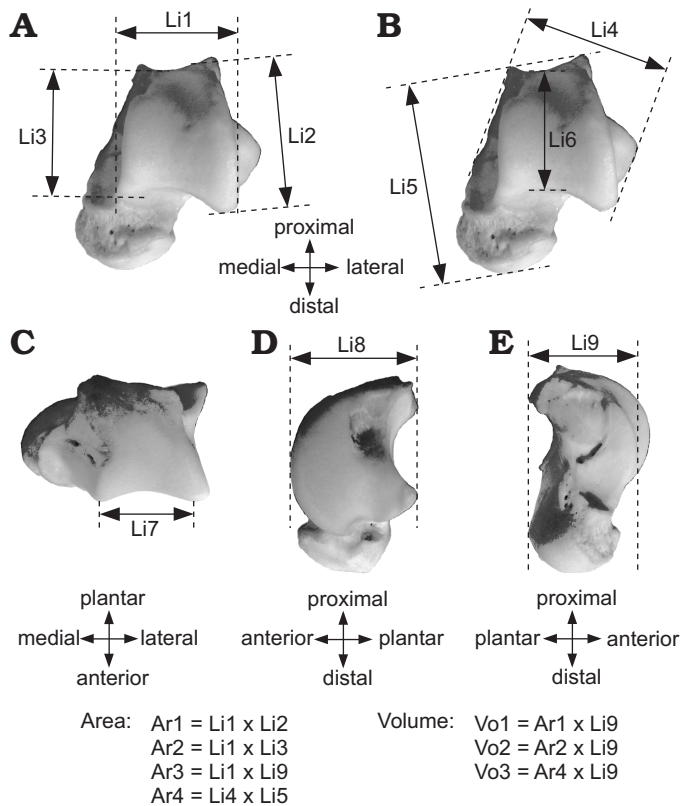 A
Li1
Li3
Li2
B
Li4
Li5
Li6
proximal
medial lateral
distal
C
Li7
D
Li8
E
Li9
plantar
medial lateral
anterior
proximal
anterior plantar
distal
proximal
plantar anterior
distal
Area: Ar1 = Li1 x Li2
Ar2 = Li1 x Li3
Ar3 = Li1 x Li9
Ar4 = Li4 x Li5
Volume: Vo1 = Ar1 x Li9
Vo2 = Ar2 x Li9
Vo3 = Ar4 x Li9